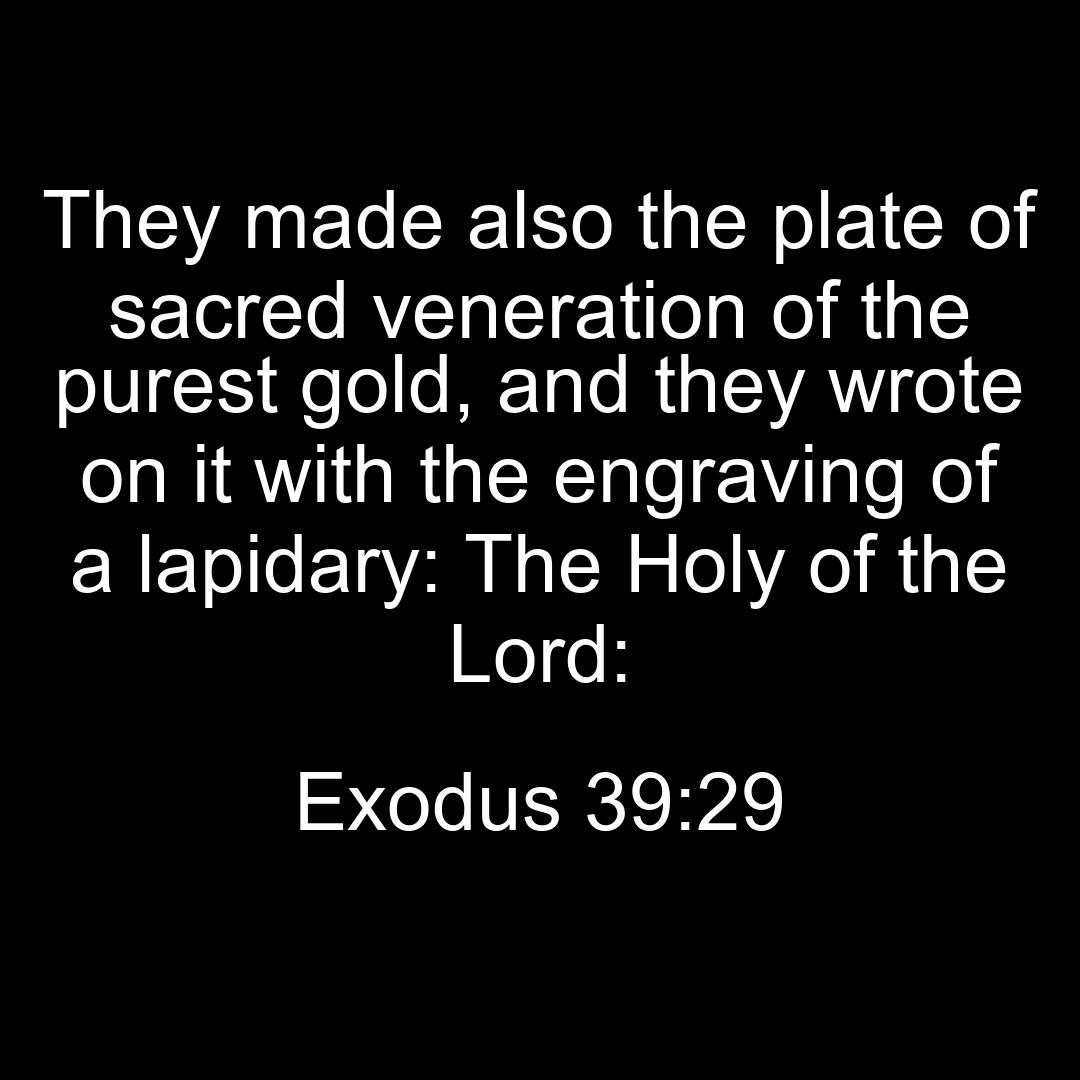 They made also the plate of
sacred veneration of the
purest gold, and they wrote
on it with the engraving of
a lapidary: The Holy of the
Lord:
Exodus 39:29